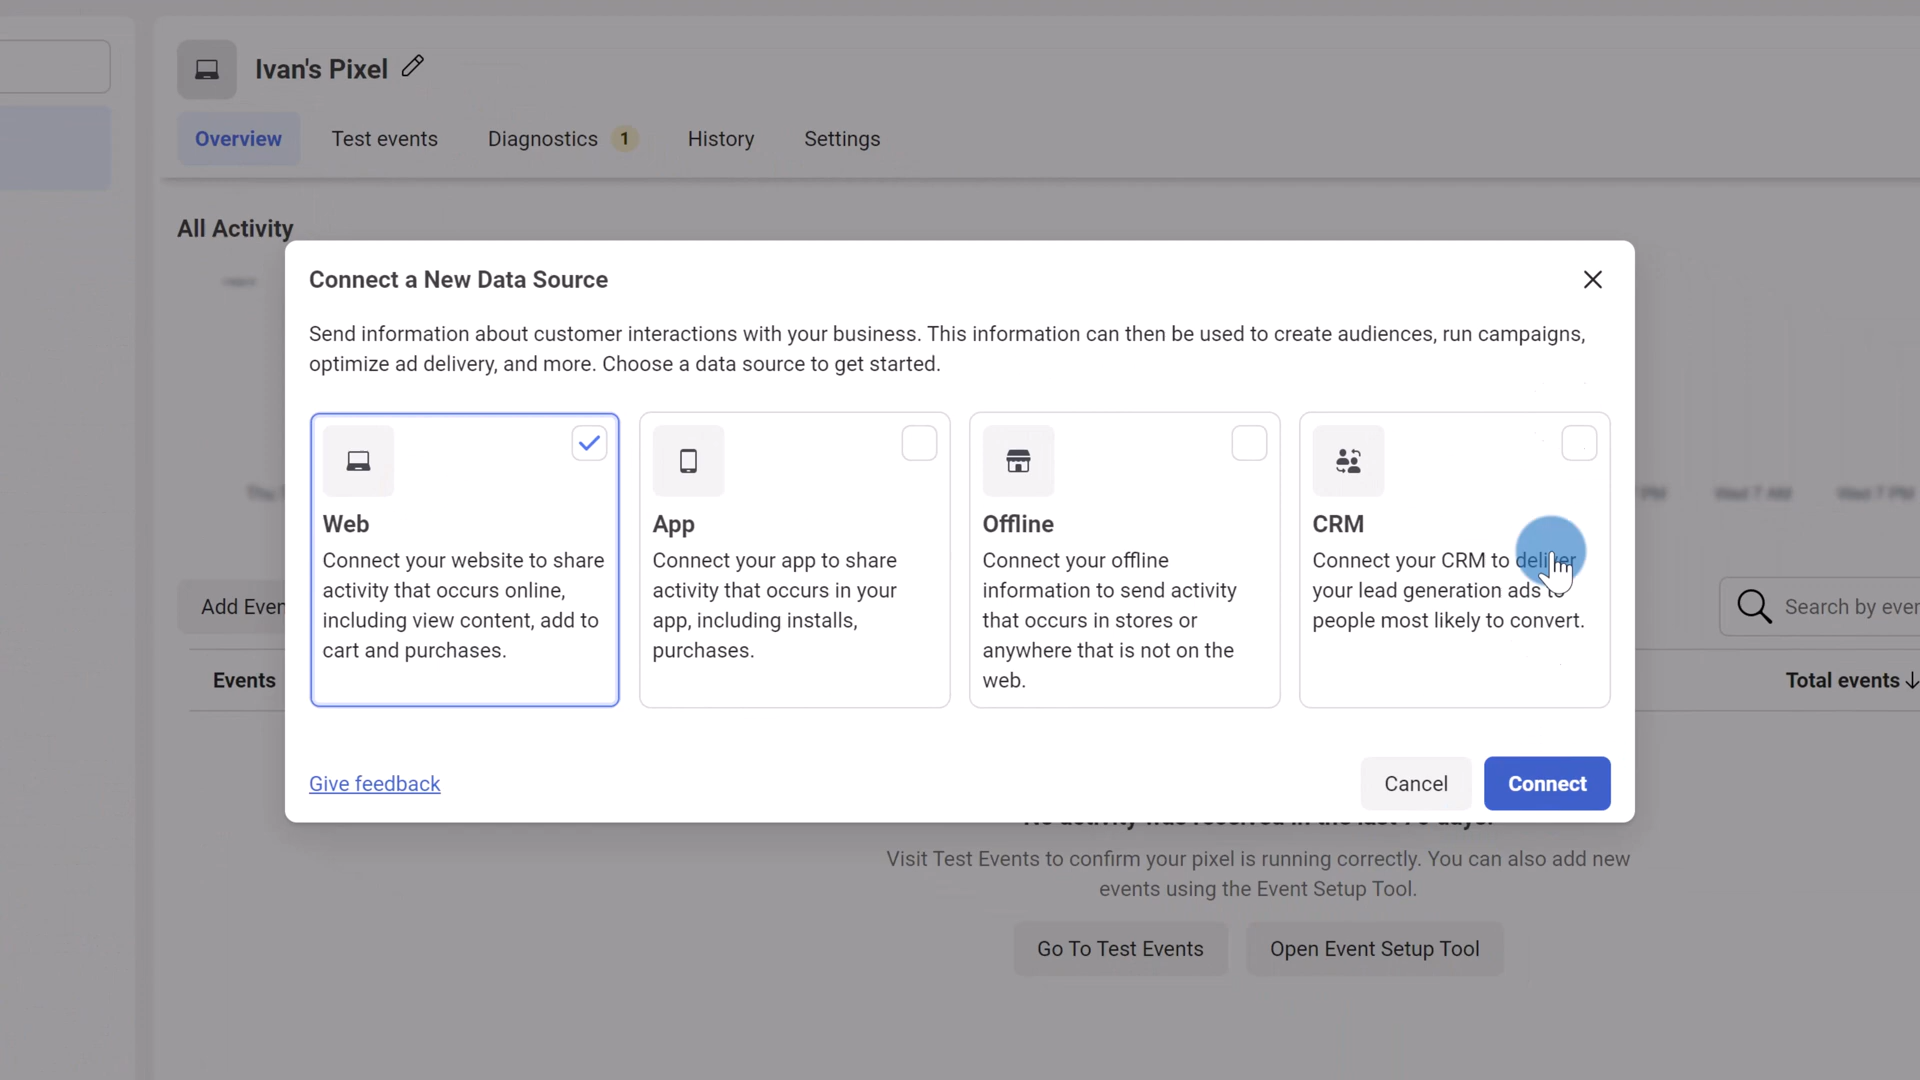 Ivan's Pixel
Overview
Test events
Diagnostics 1
History
Settings
All Activity
Connect a New Data Source
Send information about customer interactions with your business. This information can then be used to create audiences, run campaigns,
optimize ad delivery, and more. Choose a data source to get started.
Web
Connect your website to share
activity that occurs online,
including view content, add to
cart and purchases.
App
Connect your app to share
activity that occurs in your
app, including installs,
purchases.
Offline
Connect your offline
information to send activity
that occurs in stores or
anywhere that is not on the
web.
CRM
Connect your CRM to deliver
your lead generation ads to
people most likely to convert.
Give feedback
Cancel
Connect
PM
Wed 7 AM
Wed 7 PM
Add Even
Search by ever
Events
Total events
Visit Test Events to confirm your pixel is running correctly. You can also add new
events using the Event Setup Tool.
Go To Test Events
Open Event Setup Tool